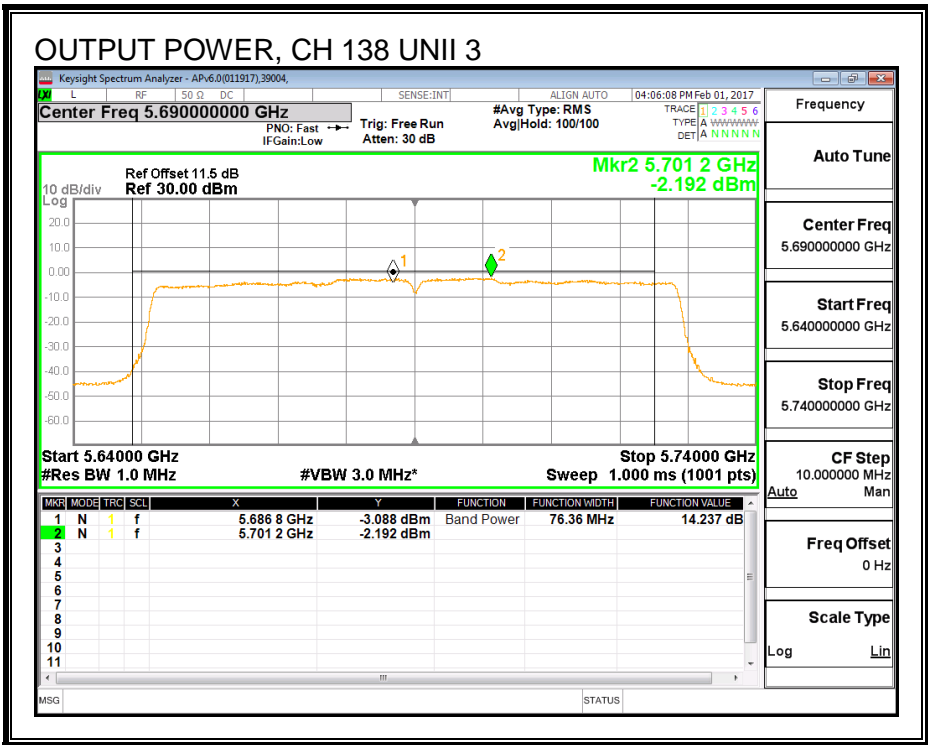 OUTPUT POWER, CH 138 UNII 3
Keysight Spectrum Analyzer - APv6.0(011917),39004,
LXI L RF 50 Ω DC SENSE:INT ALIGN AUTO 04:06:08 PM Feb 01, 2017
Center Freq 5.690000000 GHz
PNO: Fast
IFGain:Low
Trig: Free Run
Atten: 30 dB
#Avg Type: RMS
Avg|Hold: 100/100
TRACE 1 2 3 4 5 6
TYPE A WWWWW
DET A N N N N N
Mkr2 5.701 2 GHz
-2.192 dBm
Ref Offset 11.5 dB
10 dB/div Ref 30.00 dBm
Log
20.0
10.0
0.00
-10.0
-20.0
-30.0
-40.0
-50.0
-60.0
1
2
Start 5.64000 GHz Stop 5.74000 GHz
#Res BW 1.0 MHz #VBW 3.0 MHz* Sweep 1.000 ms (1001 pts)
MKR MODE TRC SCL X Y FUNCTION FUNCTION WIDTH FUNCTION VALUE
1 N 1 f 5.686 8 GHz -3.088 dBm Band Power 76.36 MHz 14.237 dB
2 N 1 f 5.701 2 GHz -2.192 dBm
3
4
5
6
7
8
9
10
11
MSG STATUS
Frequency
Auto Tune
Center Freq
5.690000000 GHz
Start Freq
5.640000000 GHz
Stop Freq
5.740000000 GHz
CF Step
10.000000 MHz
Auto Man
Freq Offset
0 Hz
Scale Type
Log Lin